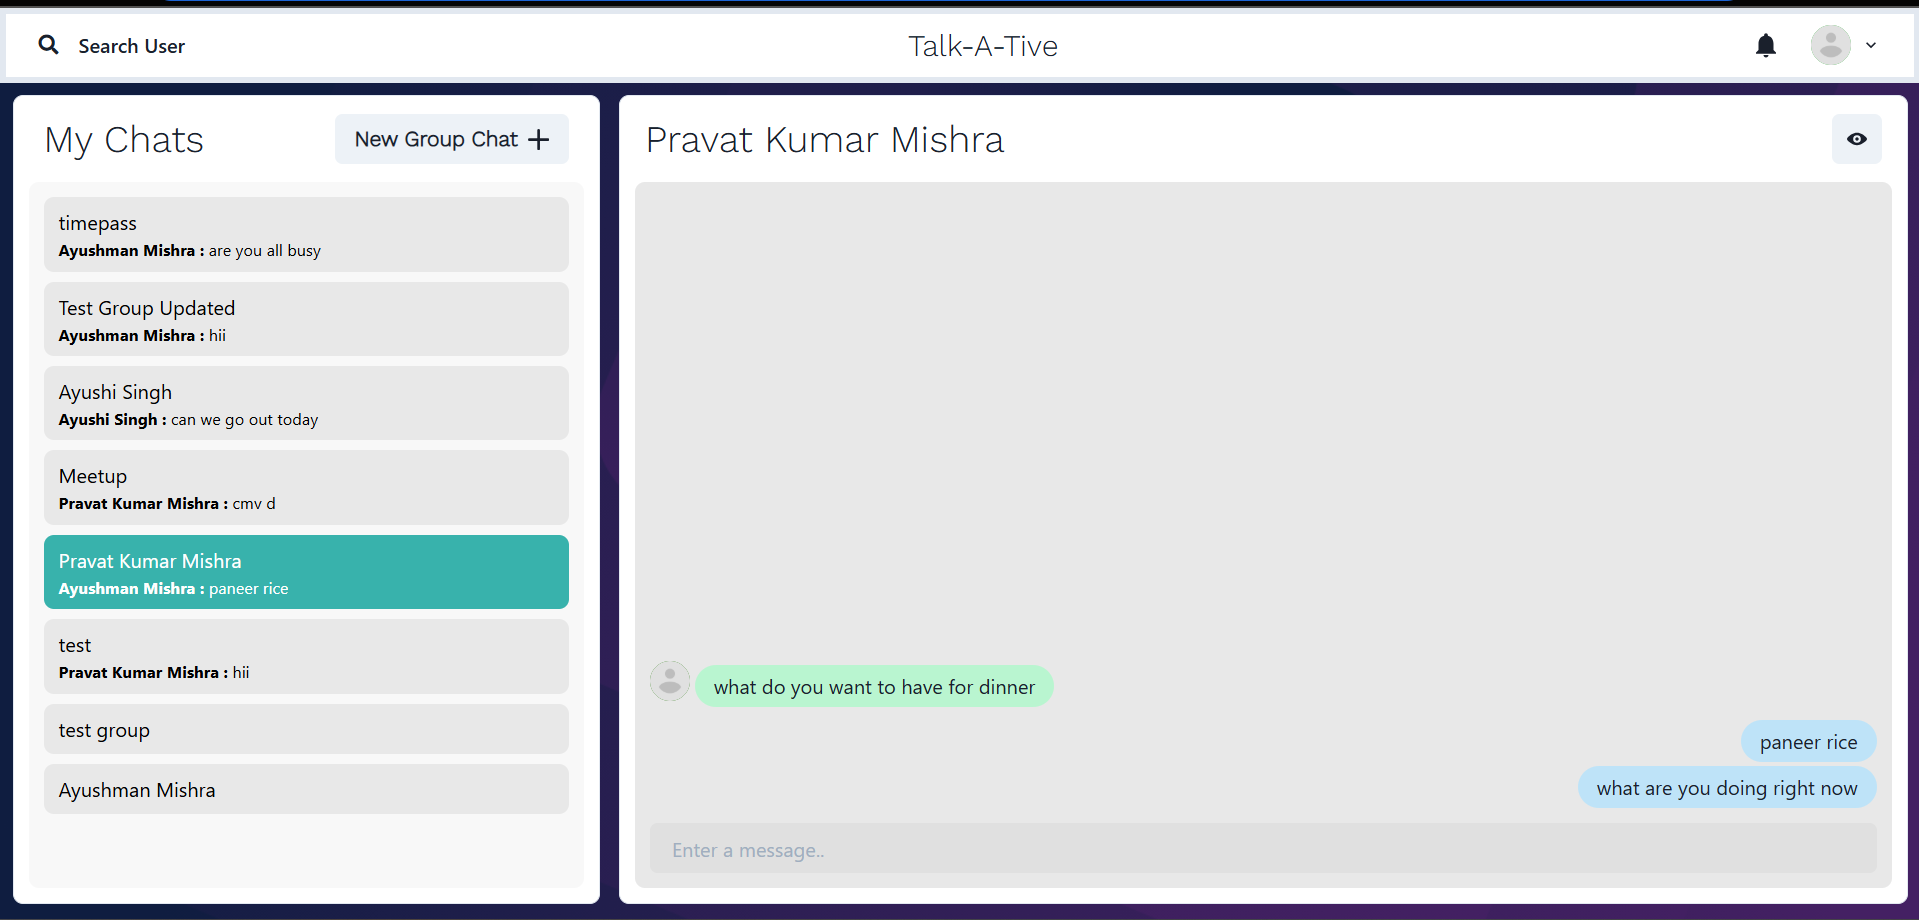 Search User
Talk-A-Tive
My Chats
New Group Chat
timepass
Ayushman Mishra : are you all busy
Test Group Updated
Ayushman Mishra : hii
Ayushi Singh
Ayushi Singh : can we go out today
Meetup
Pravat Kumar Mishra : cmv d
Pravat Kumar Mishra
Ayushman Mishra : paneer rice
test
Pravat Kumar Mishra : hii
test group
Ayushman Mishra
Pravat Kumar Mishra
what do you want to have for dinner
paneer rice
what are you doing right now
Enter a message..